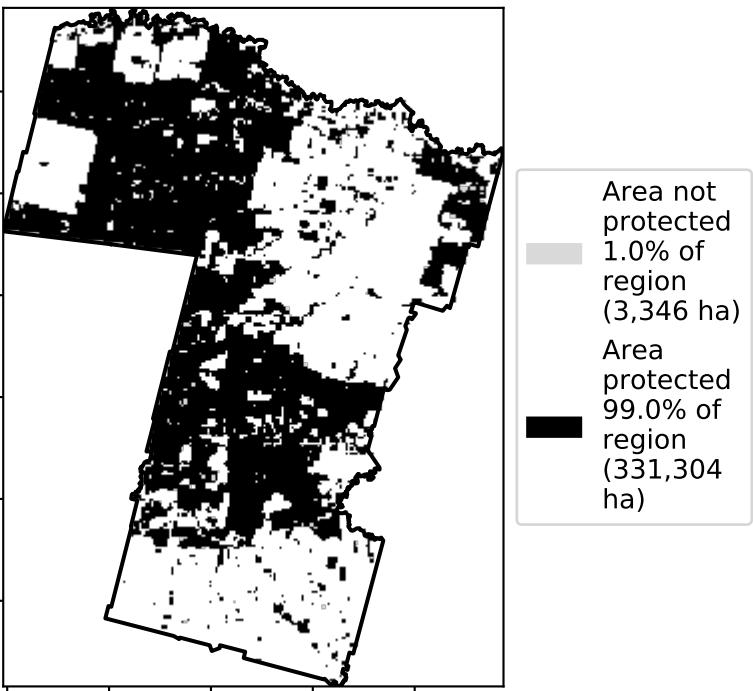 Area not
protected
1.0% of
region
(3,346 ha)
Area
protected
99.0% of
region
(331,304
ha)